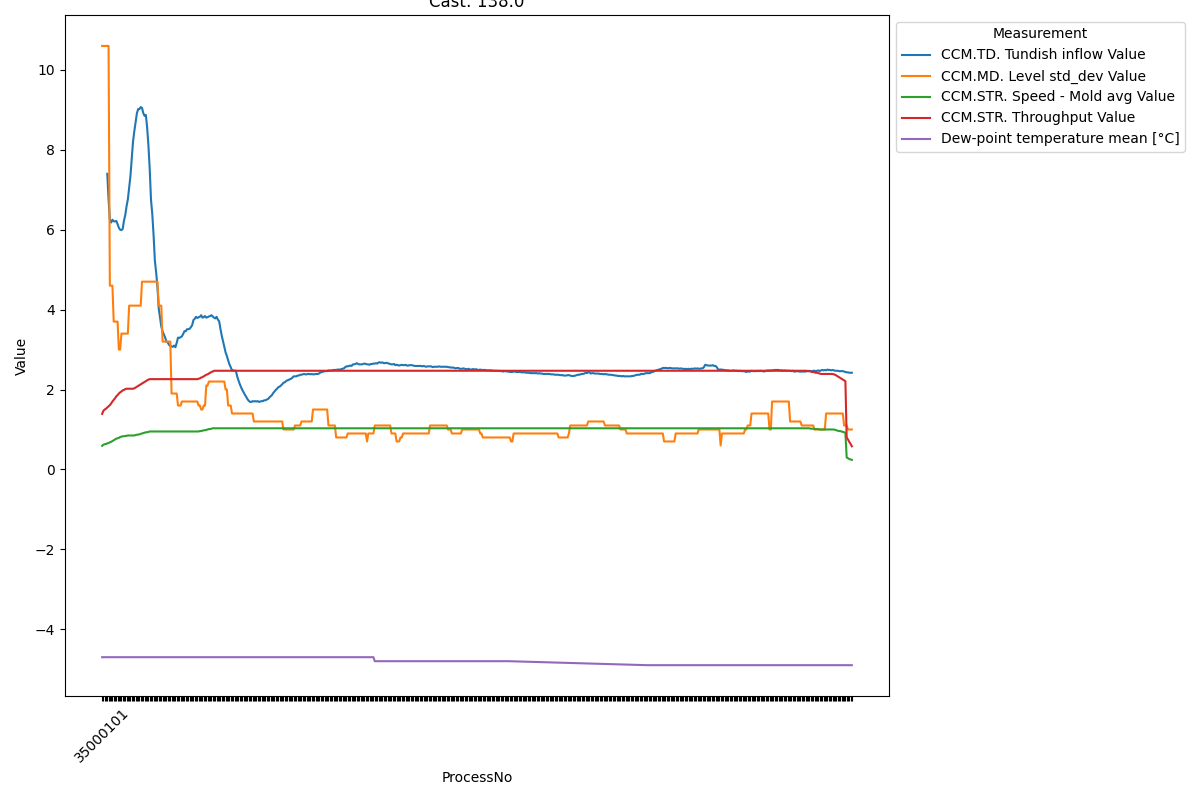 Cast: 138.0
Measurement
CCM.TD. Tundish inflow Value
CCM.MD. Level std_dev Value
CCM.STR. Speed - Mold avg Value
CCM.STR. Throughput Value
Dew-point temperature mean [°C]
10
8
6
4
2
0
−2
−4
Value
35000101
ProcessNo